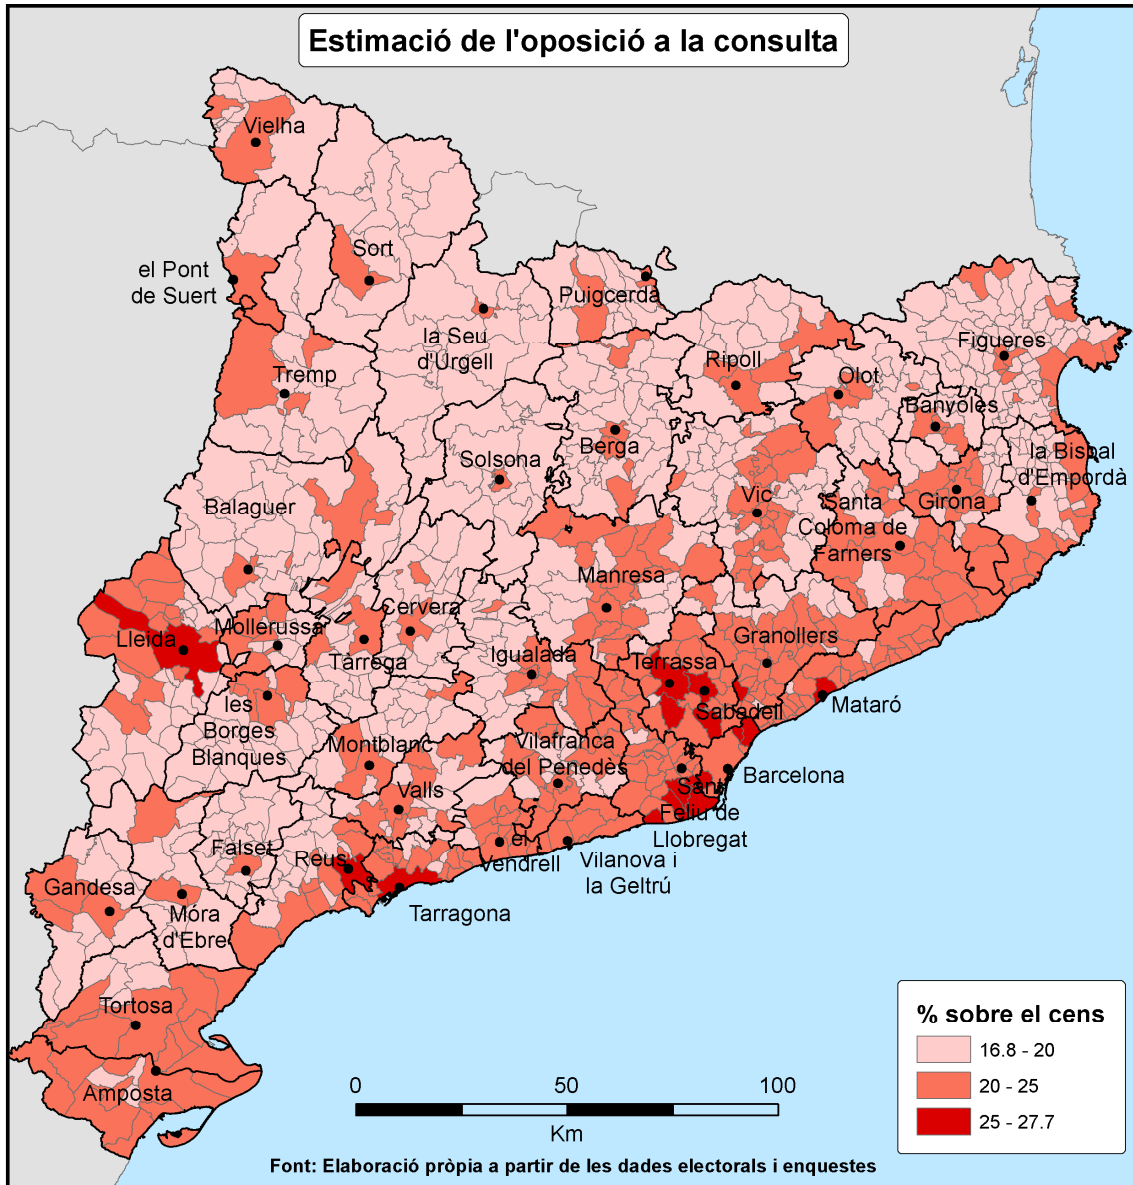 Estimació de l'oposició a la consulta
Vielha
Sort
el Pont
de Suert
Puigcerdà
la Seu
d'Urgell
Figueres
Ripoll
Tremp
Olot
Banyoles
Berga
Solsona
la Bisbal
d'Empordà
Balaguer
Vic
Santa
Coloma de
Farners
Girona
Manresa
Cervera
Mollerussa
Lleida
Granollers
Tàrrega
Igualada
Terrassa
les
Borges
Blanques
Sabadell
Mataró
Montblanc
Vilafranca
del Penedès
Barcelona
Valls
Sant
Feliu de
Llobregat
el
Vendrell
Falset
Reus
Vilanova i
la Geltrú
Gandesa
Móra
d'Ebre
Tarragona
Tortosa
Amposta
% sobre el cens
16.8 - 20
20 - 25
25 - 27.7
0 50 100
Km
Font: Elaboració pròpia a partir de les dades electorals i enquestes